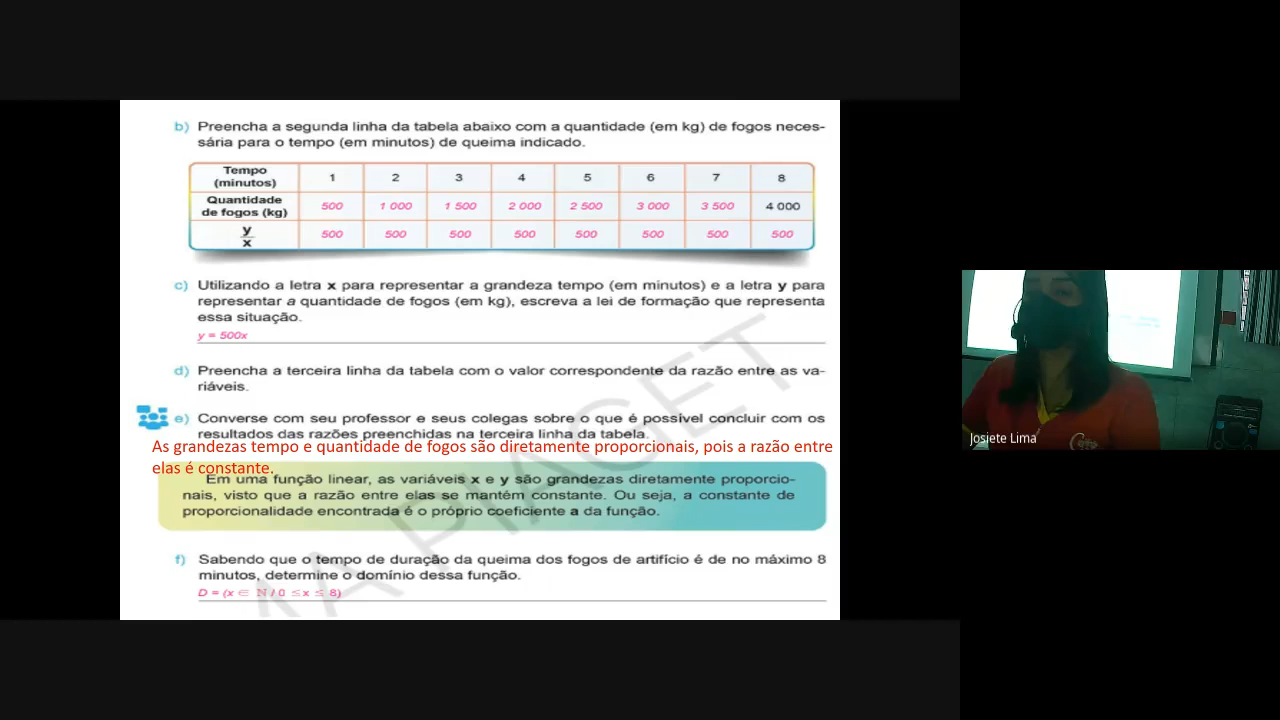 b) Preencha a segunda linha da tabela abaixo com a quantidade (em kg) de fogos neces-
sária para o tempo (em minutos) de queima indicado.
Tempo (minutos) 1 2 3 4 5 6 7 8
Quantidade de fogos (kg) 500 1 000 1 500 2 000 2 500 3 000 3 500 4 000
y/x 500 500 500 500 500 500 500 500
c) Utilizando a letra x para representar a grandeza tempo (em minutos) e a letra y para
representar a quantidade de fogos (em kg), escreva a lei de formação que representa
essa situação.
y = 500x
d) Preencha a terceira linha da tabela com o valor correspondente da razão entre as va-
riáveis.
e) Converse com seu professor e seus colegas sobre o que é possível concluir com os
resultados das razões preenchidas na terceira linha da tabela.
As grandezas tempo e quantidade de fogos são diretamente proporcionais, pois a razão entre
elas é constante.
Em uma função linear, as variáveis x e y são grandezas diretamente proporcio-
nais, visto que a razão entre elas se mantém constante. Ou seja, a constante de
proporcionalidade encontrada é o próprio coeficiente a da função.
f) Sabendo que o tempo de duração da queima dos fogos de artifício é de no máximo 8
minutos, determine o domínio dessa função.
D = (x ∈ ℕ / 0 ≤ x ≤ 8)
PIAGET
Josiete Lima